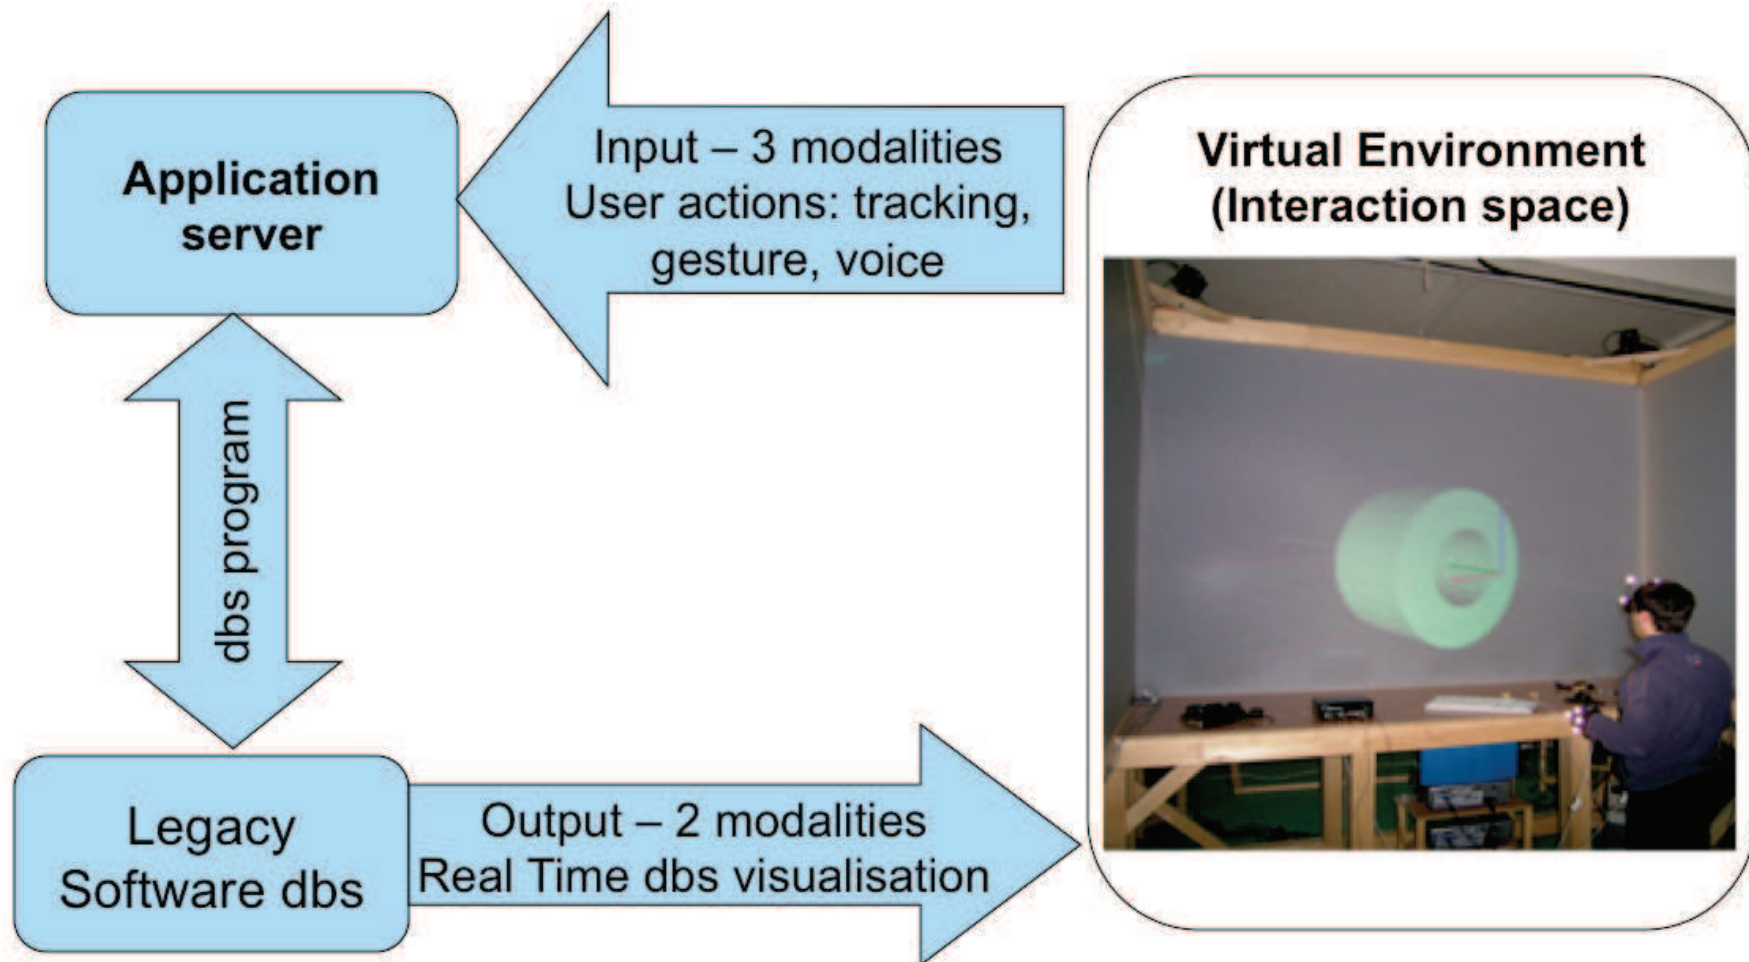 Application
server
Input – 3 modalities
User actions: tracking,
gesture, voice
Virtual Environment
(Interaction space)
dbs program
Legacy
Software dbs
Output – 2 modalities
Real Time dbs visualisation